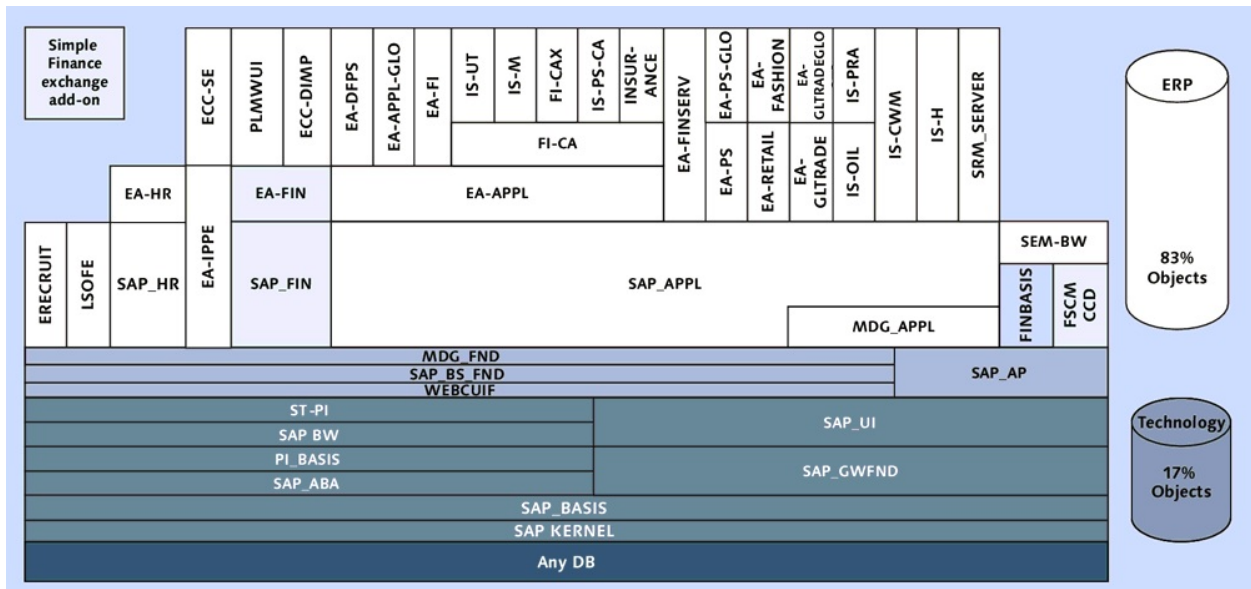 Simple
Finance
exchange
add-on
ECC-SE
PLMWUI
ECC-DIMP
EA-DFPS
EA-APPL-GLO
EA-FI
IS-UT
IS-M
FI-CAX
IS-PS-CA
INSUR-
ANCE
FI-CA
EA-FINSERV
EA-PS-GLO
EA-
FASHION
EA-
GLTRADEGLO
IS-PRA
IS-CWM
IS-H
SRM_SERVER
EA-PS
EA-RETAIL
EA-
GLTRADE
IS-OIL
EA-HR
EA-IPPE
EA-FIN
EA-APPL
ERECRUIT
LSOFE
SAP_HR
SAP_FIN
SAP_APPL
MDG_APPL
SEM-BW
FINBASIS
FSCM
CCD
MDG_FND
SAP_BS_FND
WEBCUIF
SAP_AP
ST-PI
SAP BW
SAP_UI
PI_BASIS
SAP_ABA
SAP_GWFND
SAP_BASIS
SAP KERNEL
Any DB
ERP
83%
Objects
Technology
17%
Objects